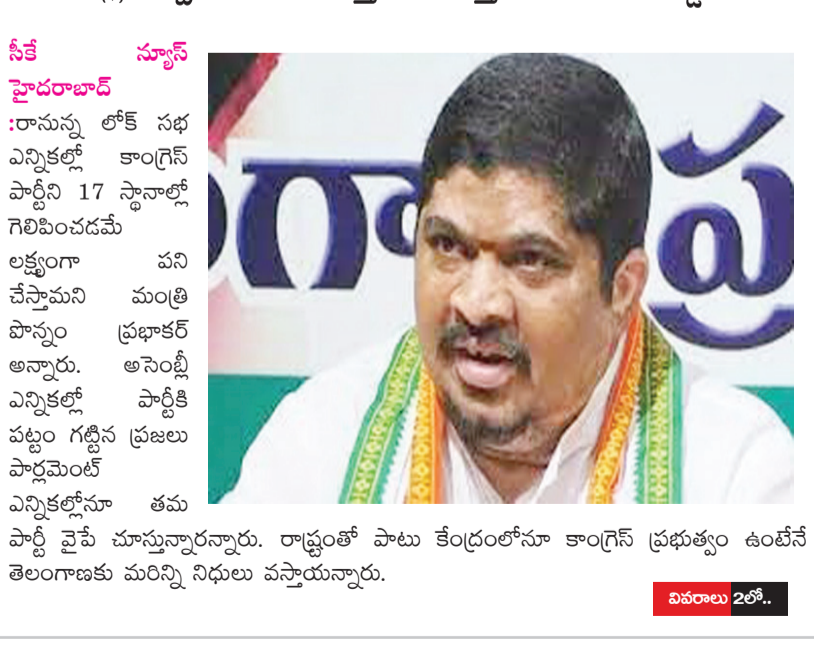 సీకే న్యూస్
హైదరాబాద్
:రానున్న లోక్ సభ
ఎన్నికల్లో కాంగ్రెస్
పార్టీని 17 స్థానాల్లో
గెలిపించడమే
లక్ష్యంగా పని
చేస్తామని మంత్రి
పొన్నం ప్రభాకర్
అన్నారు. అసెంబ్లీ
ఎన్నికల్లో పార్టీకి
పట్టం గట్టిన ప్రజలు
పార్లమెంట్
ఎన్నికల్లోనూ తమ
పార్టీ వైపే చూస్తున్నారన్నారు. రాష్ట్రంతో పాటు కేంద్రంలోనూ కాంగ్రెస్ ప్రభుత్వం ఉంటేనే
తెలంగాణకు మరిన్ని నిధులు వస్తాయన్నారు.
వివరాలు 2లో..